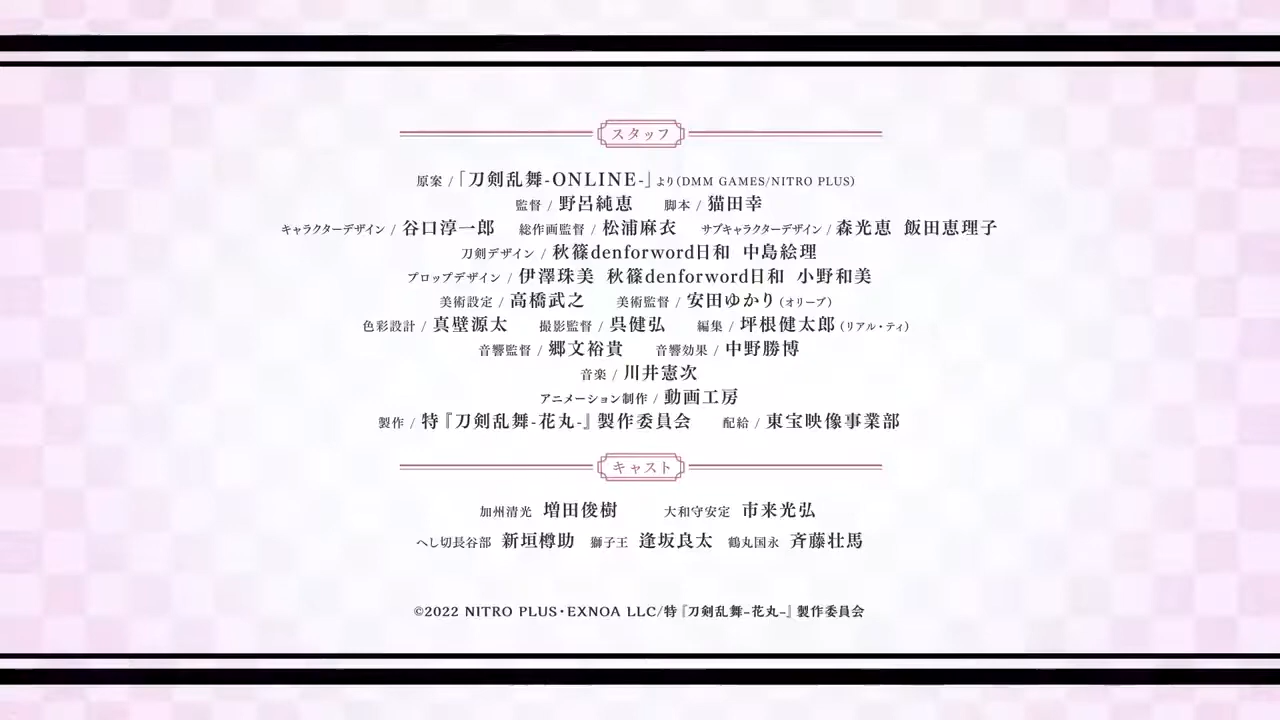 スタッフ
原案 / 「刀剣乱舞-ONLINE-」より(DMM GAMES/NITRO PLUS)
監督 / 野呂純恵 脚本 / 猫田幸
キャラクターデザイン / 谷口淳一郎 総作画監督 / 松浦麻衣 サブキャラクターデザイン / 森光恵 飯田恵理子
刀剣デザイン / 秋篠denforword日和 中島絵理
プロップデザイン / 伊澤珠美 秋篠denforword日和 小野和美
美術設定 / 高橋武之 美術監督 / 安田ゆかり(オリーブ)
色彩設計 / 真壁源太 撮影監督 / 呉健弘 編集 / 坪根健太郎(リアル・ティ)
音響監督 / 郷文裕貴 音響効果 / 中野勝博
音楽 / 川井憲次
アニメーション制作 / 動画工房
製作 / 特『刀剣乱舞-花丸-』製作委員会 配給 / 東宝映像事業部
キャスト
加州清光 増田俊樹 大和守安定 市来光弘
へし切長谷部 新垣樽助 獅子王 逢坂良太 鶴丸国永 斉藤壮馬
©2022 NITRO PLUS・EXNOA LLC/特『刀剣乱舞-花丸-』製作委員会